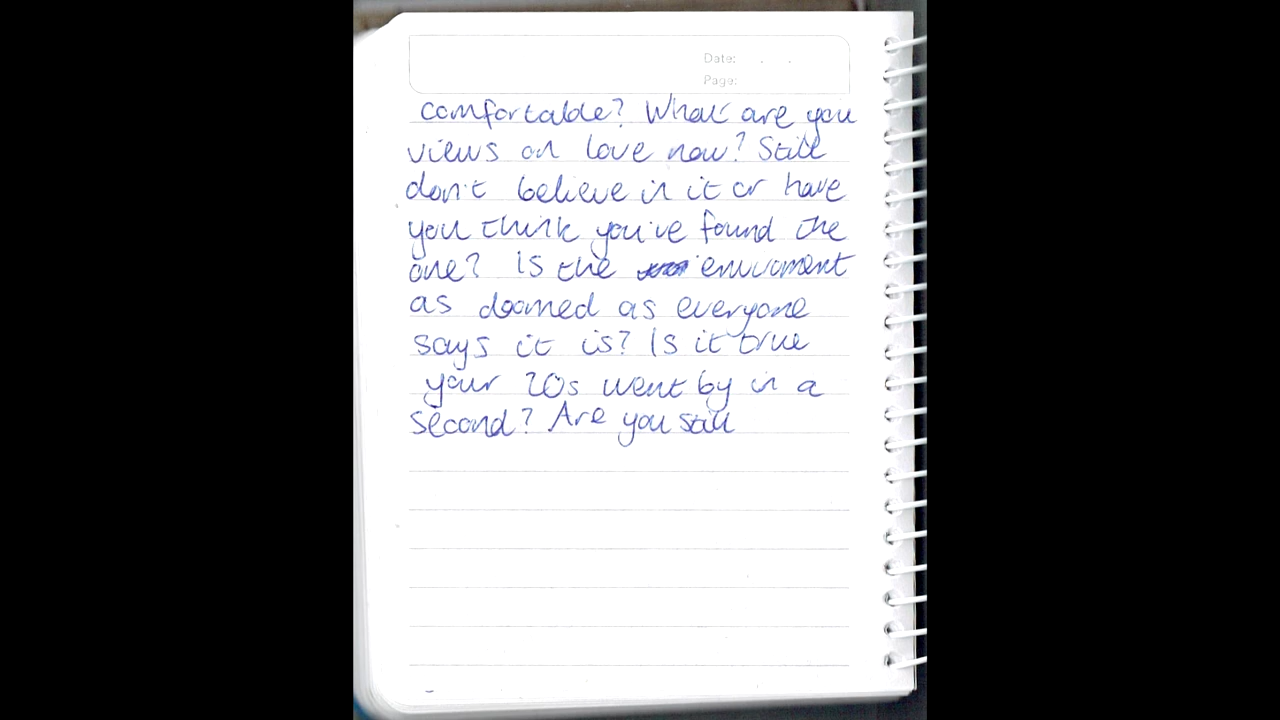 Date: . .
Page:
comfortable? What are you
views on love now? Still
don't believe in it or have
you think you've found the
one? Is the enviroment
as doomed as everyone
says it is? Is it true
your 20s went by in a
second? Are you still